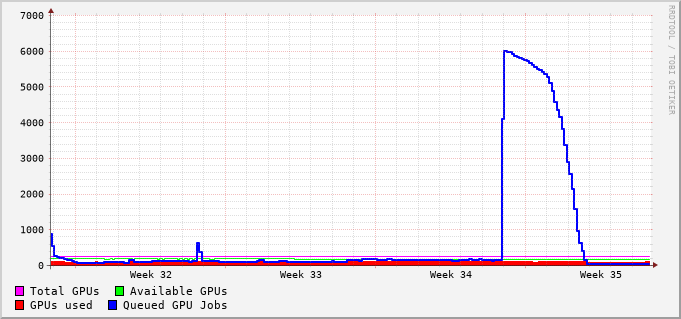 7000
6000
5000
4000
3000
2000
1000
0
Week 32 Week 33 Week 34 Week 35
Total GPUs Available GPUs
GPUs used Queued GPU Jobs
RRDTOOL / TOBI OETIKER